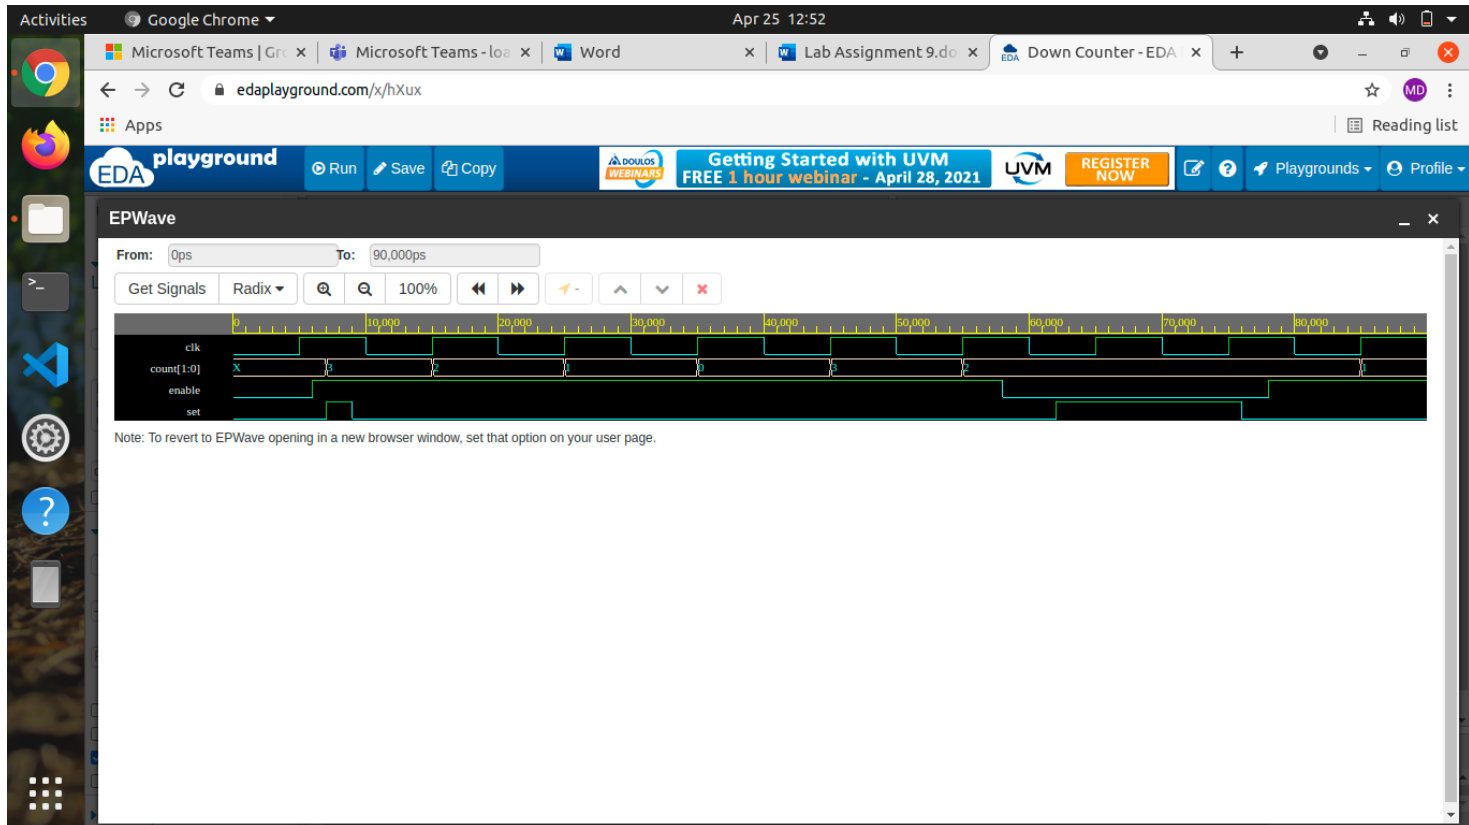 Activities Google Chrome Apr 25 12:52
Microsoft Teams | Gro Microsoft Teams - loa Word Lab Assignment 9.do Down Counter - EDA
edaplayground.com/x/hXux MD
Apps Reading list
EDA playground Run Save Copy DOULOS WEBINARS Getting Started with UVM UVM REGISTER NOW Playgrounds Profile
FREE 1 hour webinar - April 28, 2021
EPWave
From: 0ps To: 90,000ps
Get Signals Radix 100% -
0 10,000 20,000 30,000 40,000 50,000 60,000 70,000 80,000
clk
count[1:0] X 3 2 1 0 3 2 1
enable
set
Note: To revert to EPWave opening in a new browser window, set that option on your user page.